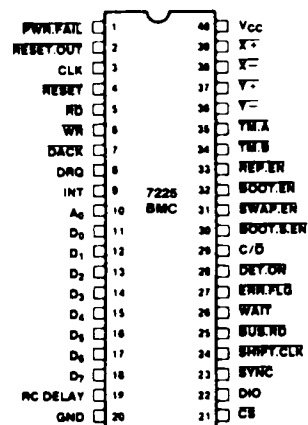 PWR.FAIL 1 40 VCC
RESET.OUT 2 39 X+
CLK 3 38 X−
RESET 4 37 Y+
RD 5 36 Y−
WR 6 35 TM.A
DACK 7 34 TM.B
DRQ 8 33 REP.EN
INT 9 7225 32 BOOT.EN
A0 10 BMC 31 SWAP.EN
D0 11 30 BOOT.S.EN
D1 12 29 C/D
D2 13 28 DET.ON
D3 14 27 ERR.FLG
D4 15 26 WAIT
D5 16 25 BUS.RD
D6 17 24 SHIFT.CLK
D7 18 23 SYNC
RC DELAY 19 22 DIO
GND 20 21 CS